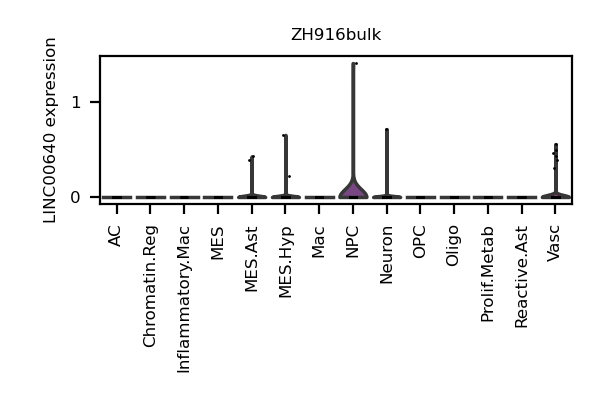 ZH916bulk
LINC00640 expression
1
0
AC
Chromatin.Reg
Inflammatory.Mac
MES
MES.Ast
MES.Hyp
Mac
NPC
Neuron
OPC
Oligo
Prolif.Metab
Reactive.Ast
Vasc